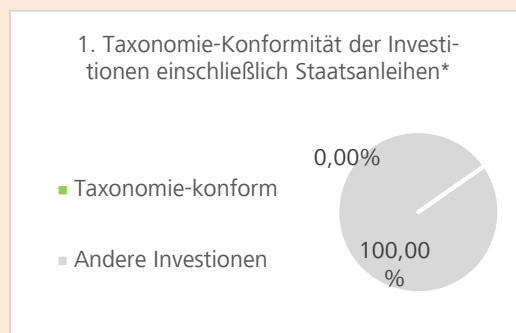 1. Taxonomie-Konformität der Investi-
tionen einschließlich Staatsanleihen*
0,00%
Taxonomie-konform
Andere Investionen
100,00
%